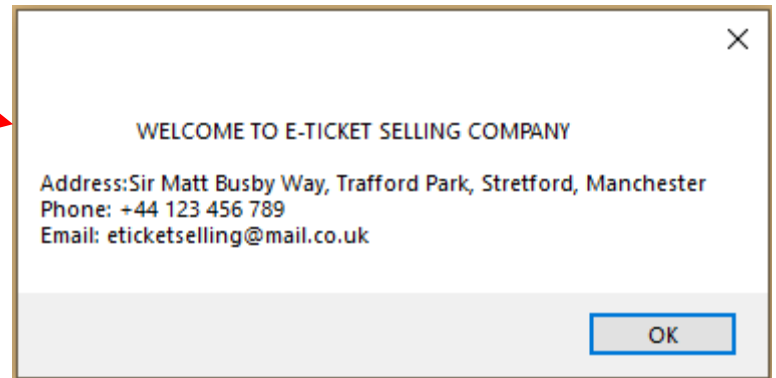 WELCOME TO E-TICKET SELLING COMPANY
Address:Sir Matt Busby Way, Trafford Park, Stretford, Manchester
Phone: +44 123 456 789
Email: eticketselling@mail.co.uk
OK